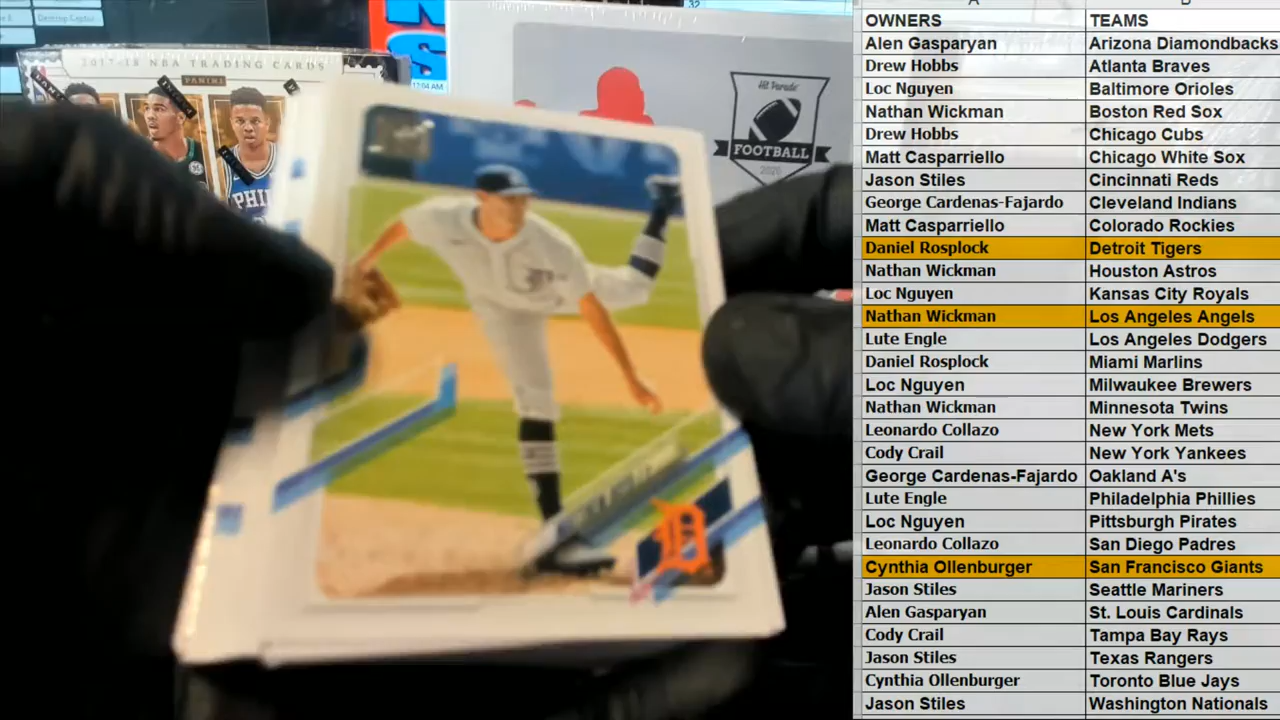 Desktop Capture
32
12:04 AM
2017-18 NBA TRADING CARDS
PANINI
PHIL
Hit Parade
FOOTBALL
2020
D
OWNERS TEAMS
Alen Gasparyan Arizona Diamondbacks
Drew Hobbs Atlanta Braves
Loc Nguyen Baltimore Orioles
Nathan Wickman Boston Red Sox
Drew Hobbs Chicago Cubs
Matt Casparriello Chicago White Sox
Jason Stiles Cincinnati Reds
George Cardenas-Fajardo Cleveland Indians
Matt Casparriello Colorado Rockies
Daniel Rosplock Detroit Tigers
Nathan Wickman Houston Astros
Loc Nguyen Kansas City Royals
Nathan Wickman Los Angeles Angels
Lute Engle Los Angeles Dodgers
Daniel Rosplock Miami Marlins
Loc Nguyen Milwaukee Brewers
Nathan Wickman Minnesota Twins
Leonardo Collazo New York Mets
Cody Crail New York Yankees
George Cardenas-Fajardo Oakland A's
Lute Engle Philadelphia Phillies
Loc Nguyen Pittsburgh Pirates
Leonardo Collazo San Diego Padres
Cynthia Ollenburger San Francisco Giants
Jason Stiles Seattle Mariners
Alen Gasparyan St. Louis Cardinals
Cody Crail Tampa Bay Rays
Jason Stiles Texas Rangers
Cynthia Ollenburger Toronto Blue Jays
Jason Stiles Washington Nationals